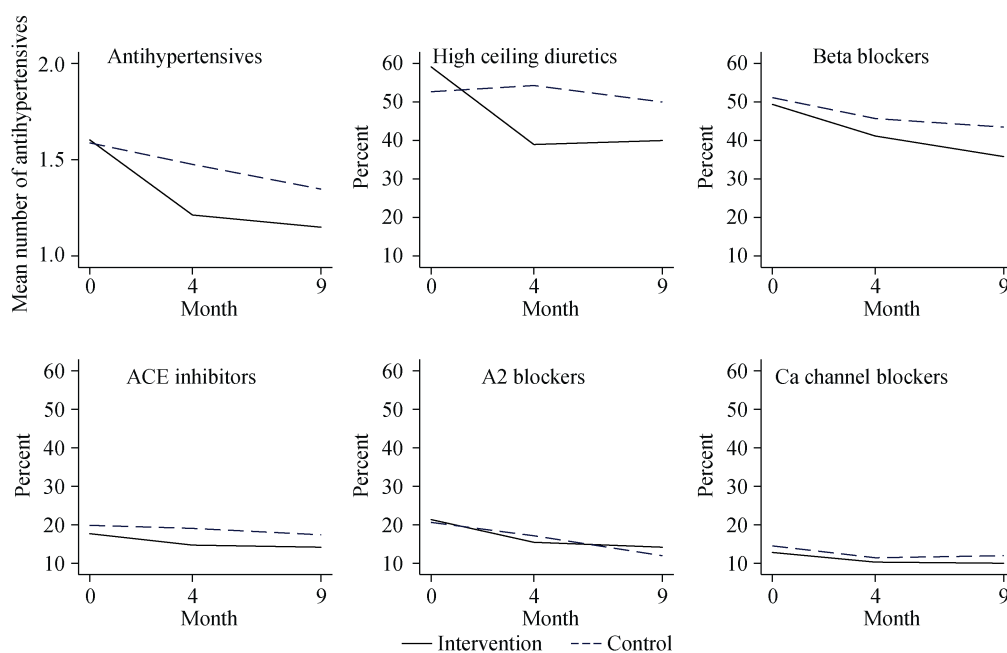 Antihypertensives
Mean number of antihypertensives
2.0
1.5
1.0
0 4 9
Month
High ceiling diuretics
Percent
60
50
40
30
20
10
0 4 9
Month
Beta blockers
Percent
60
50
40
30
20
10
0 4 9
Month
ACE inhibitors
Percent
60
50
40
30
20
10
0 4 9
Month
A2 blockers
Percent
60
50
40
30
20
10
0 4 9
Month
Ca channel blockers
Percent
60
50
40
30
20
10
0 4 9
Month
Intervention Control